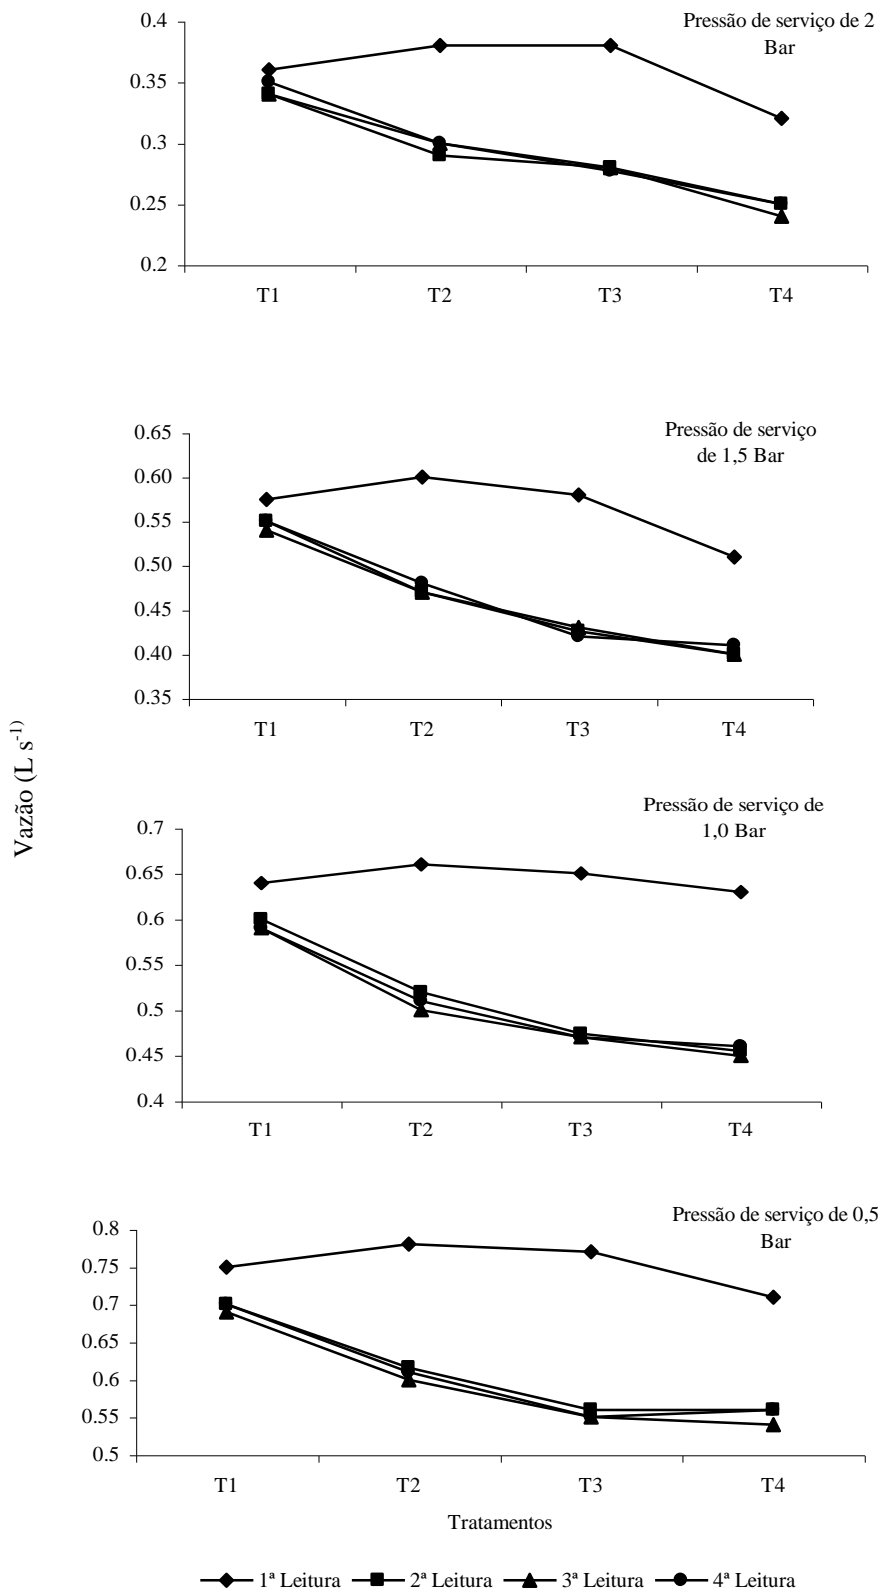 Pressão de serviço de 2
Bar
0.4
0.35
0.3
0.25
0.2
T1
T2
T3
T4
Pressão de serviço
de 1,5 Bar
0.65
0.60
0.55
0.50
0.45
0.40
0.35
T1
T2
T3
T4
Vazão (L s⁻¹)
Pressão de serviço de
1,0 Bar
0.7
0.65
0.6
0.55
0.5
0.45
0.4
T1
T2
T3
T4
Pressão de serviço de 0,5
Bar
0.8
0.75
0.7
0.65
0.6
0.55
0.5
T1
T2
T3
T4
Tratamentos
1ª Leitura
2ª Leitura
3ª Leitura
4ª Leitura